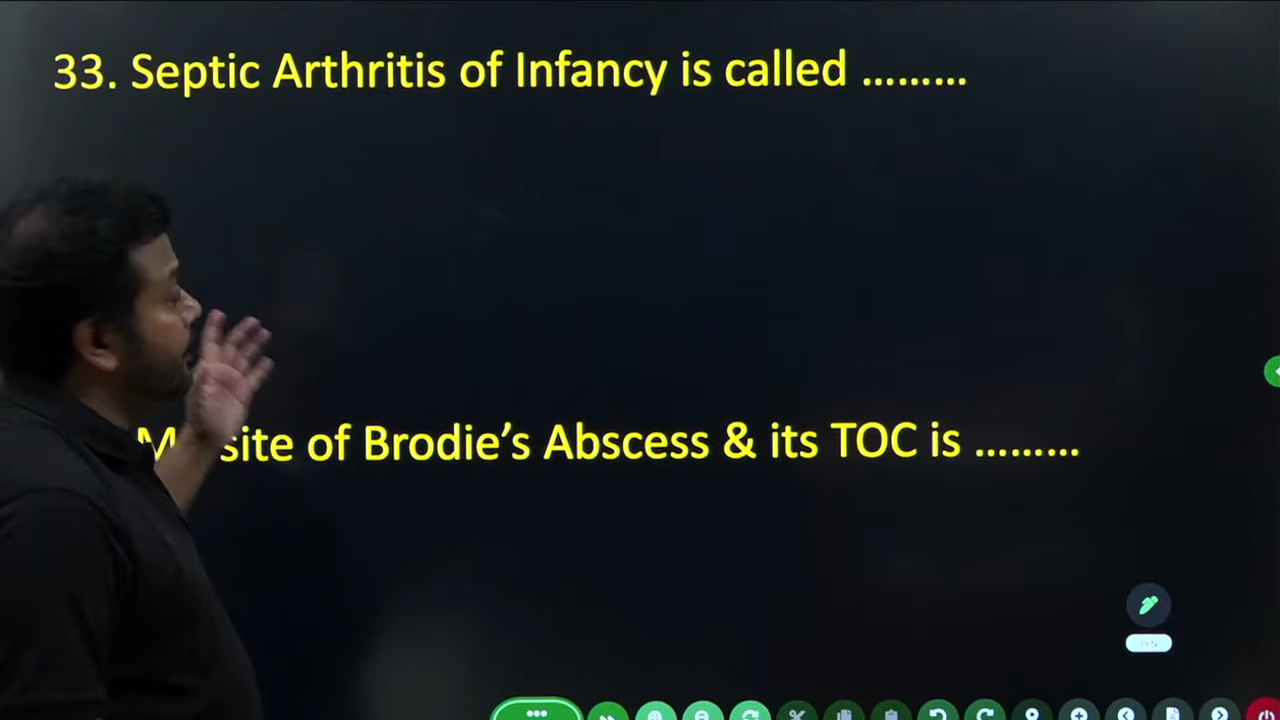 33. Septic Arthritis of Infancy is called .........
site of Brodie's Abscess & its TOC is .........